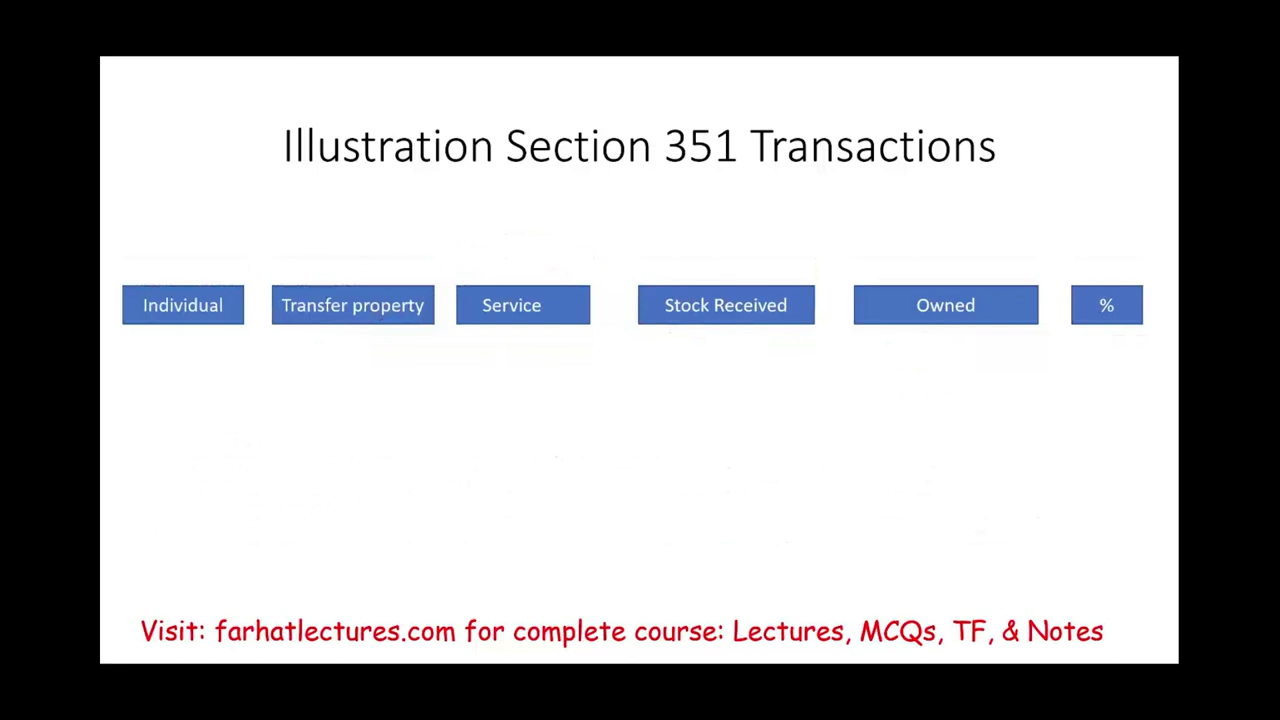 Illustration Section 351 Transactions
Individual Transfer property Service Stock Received Owned %
Visit: farhatlectures.com for complete course: Lectures, MCQs, TF, & Notes